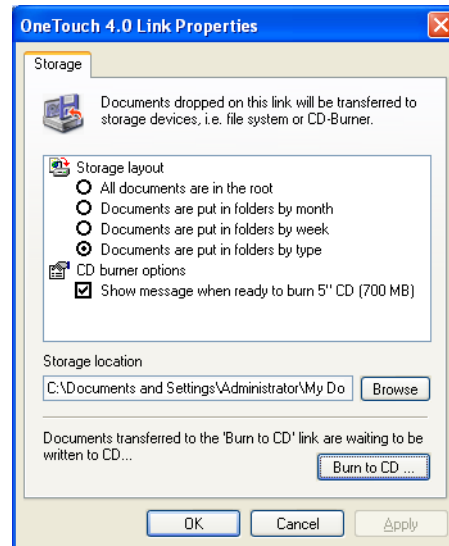 OneTouch 4.0 Link Properties
Storage
Documents dropped on this link will be transferred to
storage devices, i.e. file system or CD-Burner.
Storage layout
All documents are in the root
Documents are put in folders by month
Documents are put in folders by week
Documents are put in folders by type
CD burner options
Show message when ready to burn 5" CD (700 MB)
Storage location
C:\Documents and Settings\Administrator\My Do
Browse
Documents transferred to the 'Burn to CD' link are waiting to be
written to CD...
Burn to CD ...
OK Cancel Apply